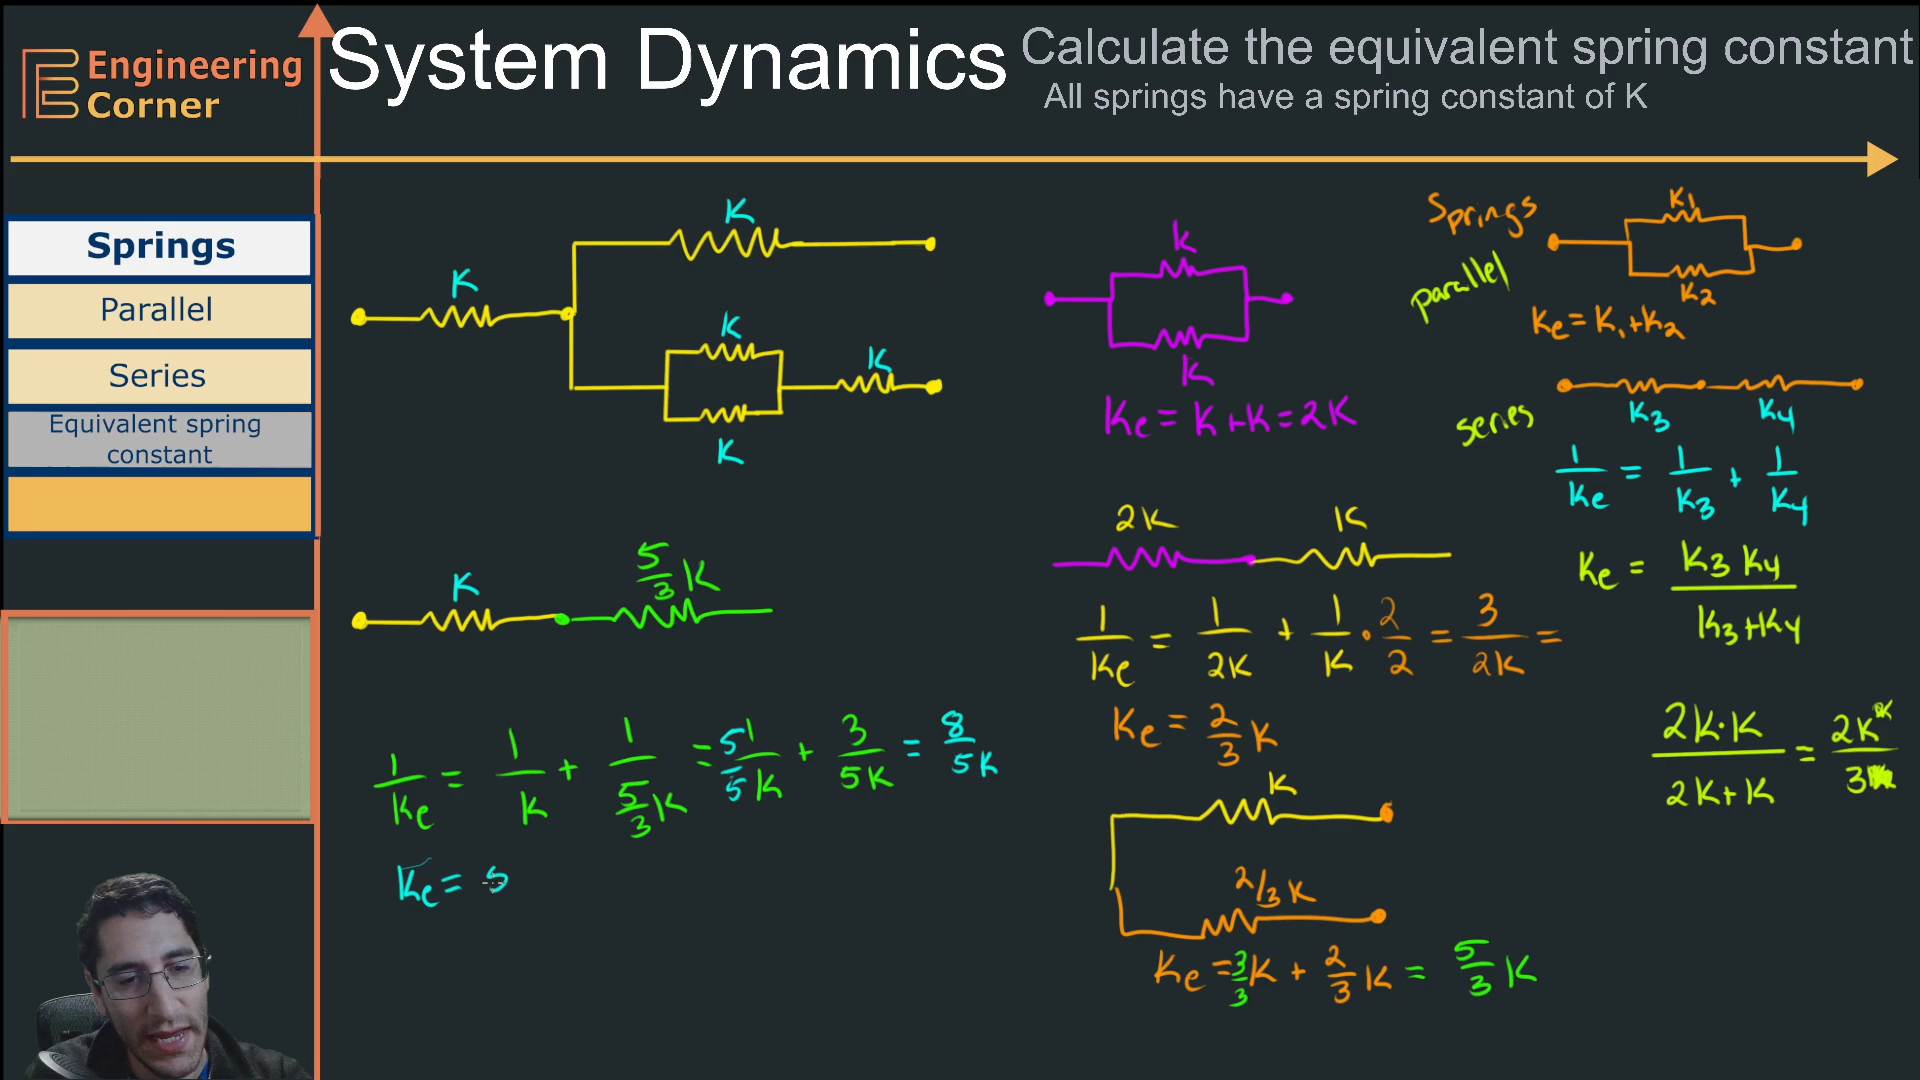 Engineering
Corner
System Dynamics
Calculate the equivalent spring constant
All springs have a spring constant of K
Springs
Parallel
Series
Equivalent spring
constant
K
K
K
K
K
K
5/3 K
1/Ke = 1/K + 1/(5/3 K) = 5/5 1/K + 3/5K = 8/5K
Ke = 5
K
K
Ke = K+K = 2K
2K K
1/Ke = 1/2K + 1/K · 2/2 = 3/2K =
Ke = 2/3 K
K
2/3 K
Ke = 3/3 K + 2/3 K = 5/3 K
Springs
K1
K2
parallel
Ke = K1+K2
series
K3 K4
1/Ke = 1/K3 + 1/K4
Ke = K3 K4/K3+K4
2K·K/2K+K =